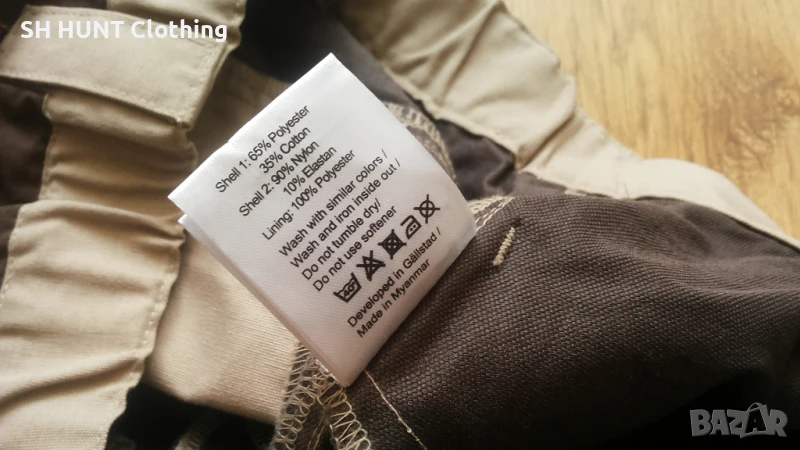 SH HUNT Clothing
Shell 1: 65% Polyester
35% Cotton
Shell 2: 90% Nylon
10% Elastan
Lining: 100% Polyester
Wash with similar colors /
Wash and iron inside out /
Do not tumble dry/
Do not use softener
Developed in Gällstad /
Made in Myanmar
BAZAR